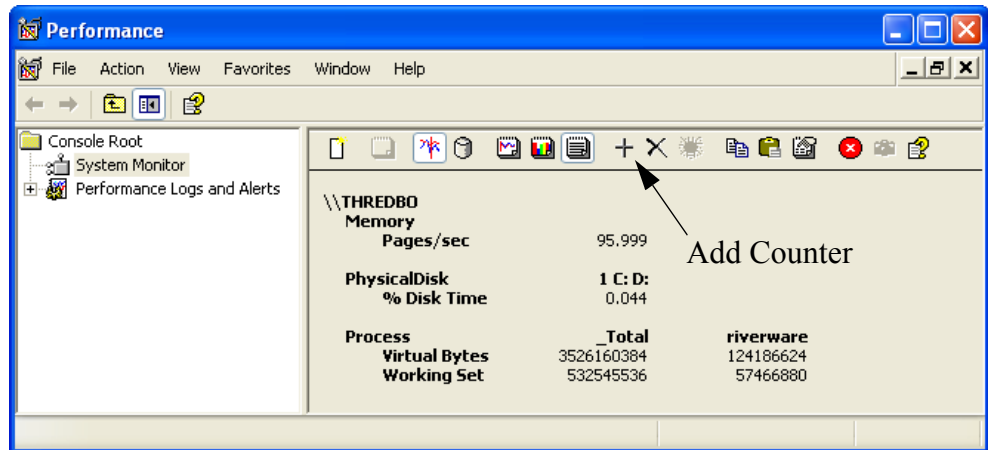 Performance
File Action View Favorites Window Help
Console Root
System Monitor
Performance Logs and Alerts
\\THREDBO
Memory
Pages/sec 95.999
Add Counter
PhysicalDisk 1 C: D:
% Disk Time 0.044
Process _Total riverware
Virtual Bytes 3526160384 124186624
Working Set 532545536 57466880